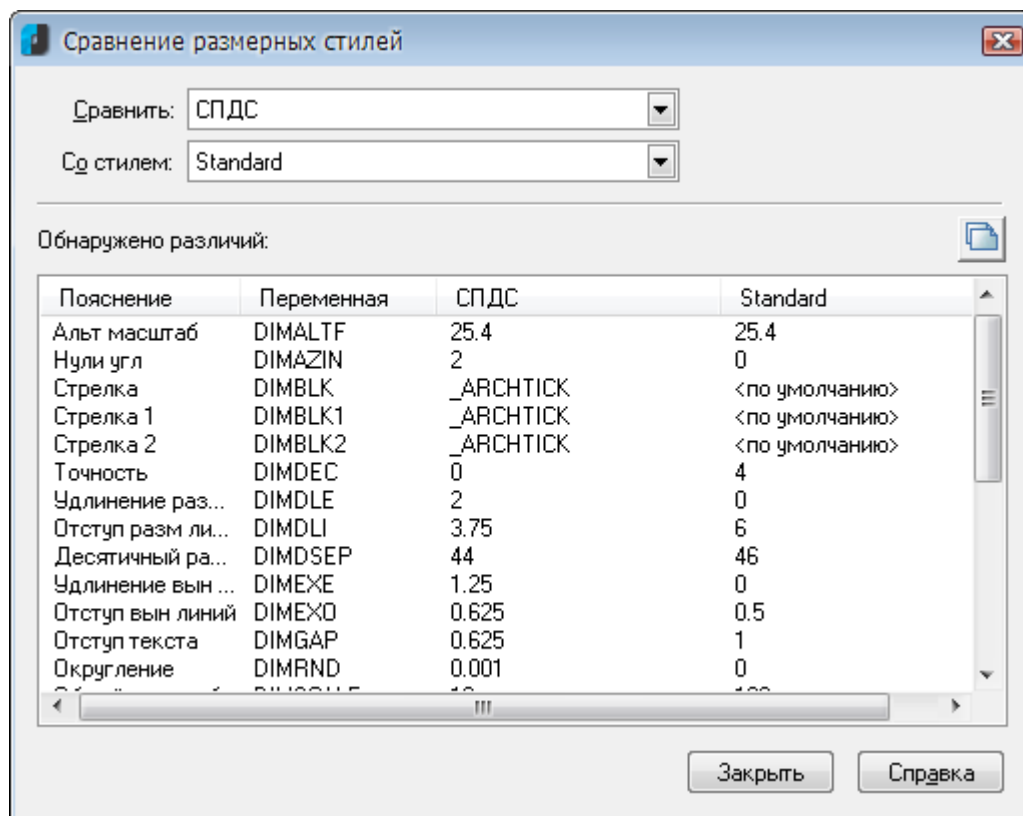 Сравнение размерных стилей
Сравнить: СПДС
Со стилем: Standard
Обнаружено различий:
Пояснение Переменная СПДС Standard
Альт масштаб DIMALTF 25.4 25.4
Нули угл DIMAZIN 2 0
Стрелка DIMBLK _ARCHTICK <по умолчанию>
Стрелка 1 DIMBLK1 _ARCHTICK <по умолчанию>
Стрелка 2 DIMBLK2 _ARCHTICK <по умолчанию>
Точность DIMDEC 0 4
Удлинение раз... DIMDLE 2 0
Отступ разм ли... DIMDLI 3.75 6
Десятичный ра... DIMDSEP 44 46
Удлинение вын ... DIMEXE 1.25 0
Отступ вын линий DIMEXO 0.625 0.5
Отступ текста DIMGAP 0.625 1
Округление DIMRND 0.001 0
Закрыть Справка